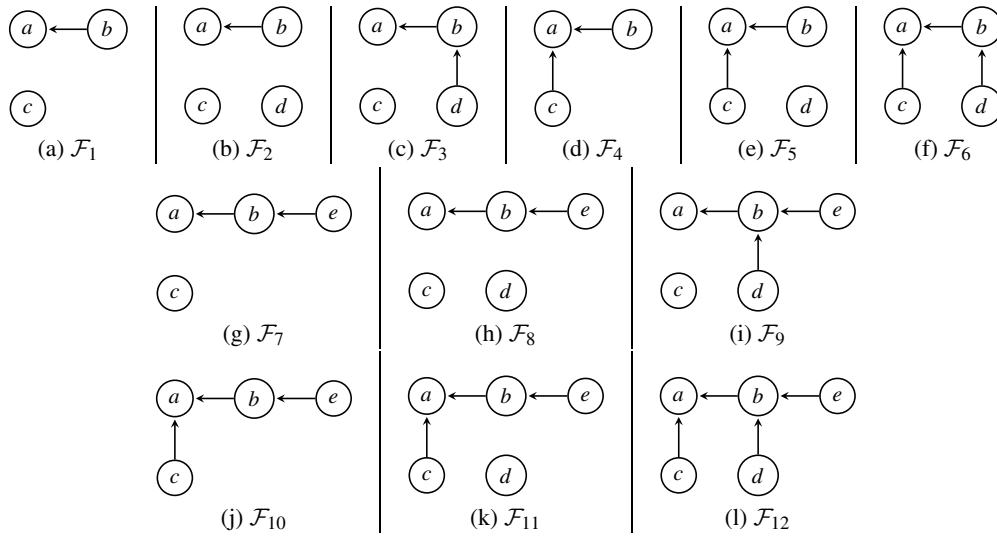 a b a b a b a b a b a b
c c d c d c c d c d
(a) F₁ (b) F₂ (c) F₃ (d) F₄ (e) F₅ (f) F₆
a b e a b e a b e
c c d c d
(g) F₇ (h) F₈ (i) F₉
a b e a b e a b e
c c d c d
(j) F₁₀ (k) F₁₁ (l) F₁₂